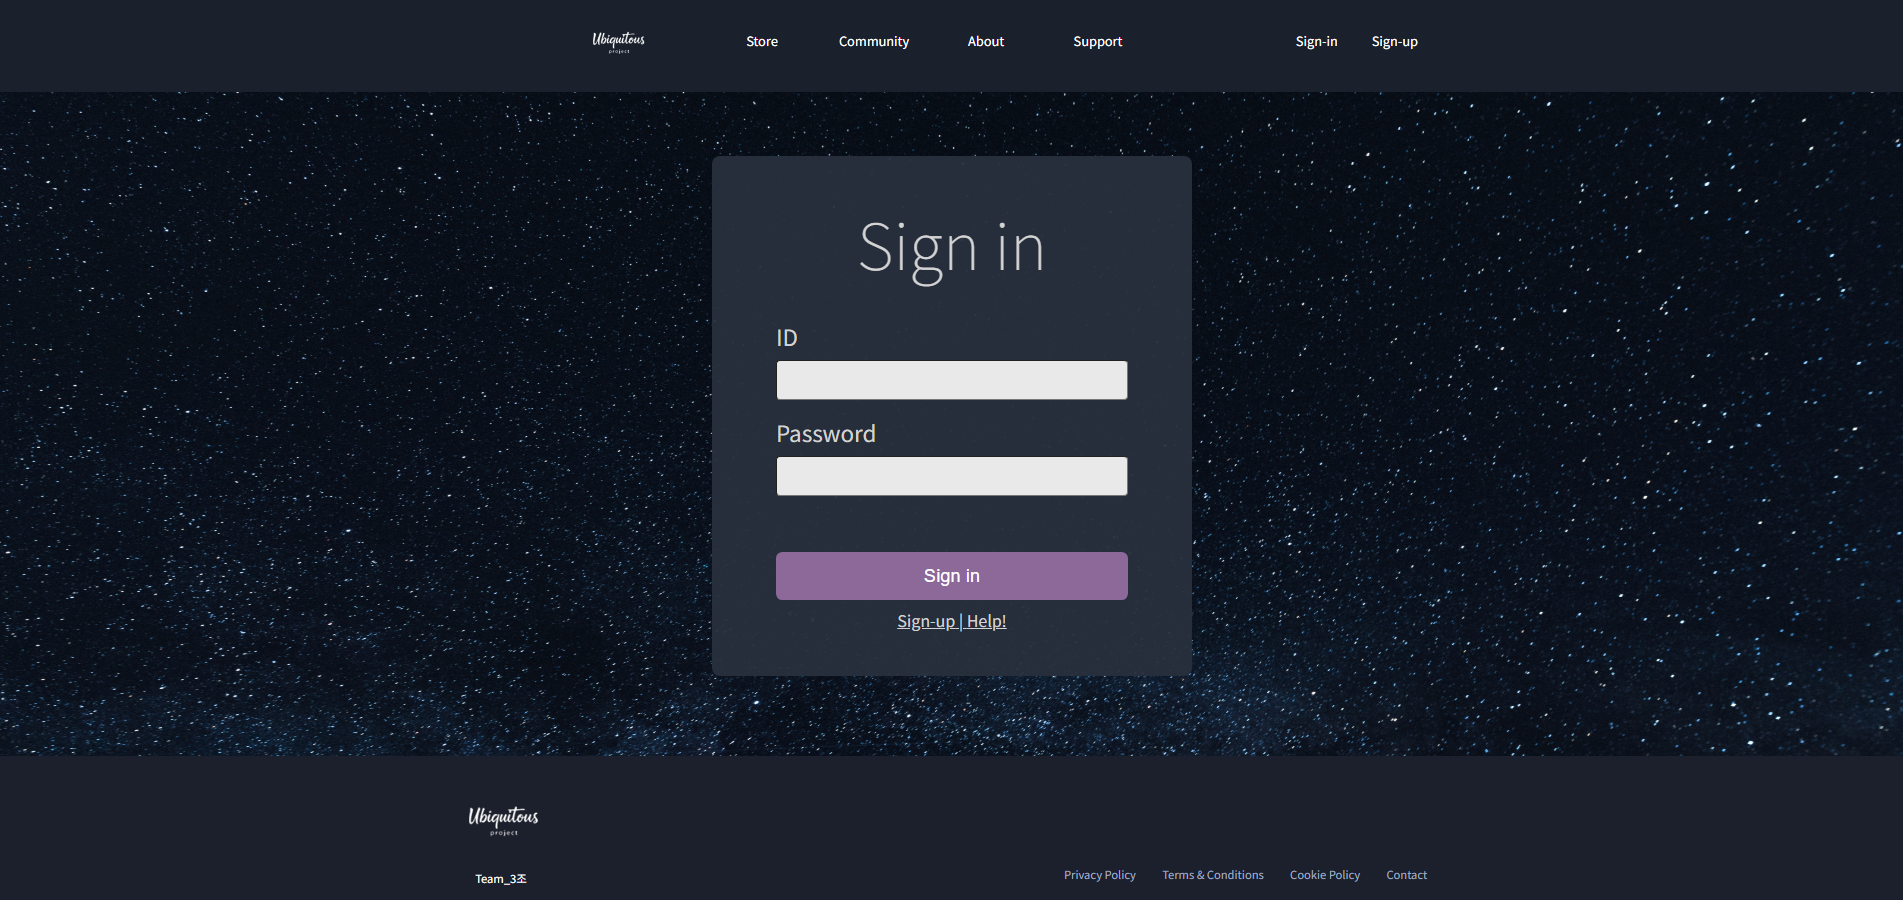 Ubiquitous
project
Store Community About Support Sign-in Sign-up
Sign in
ID
Password
Sign in
Sign-up | Help!
Ubiquitous
project
Team_3조
Privacy Policy Terms & Conditions Cookie Policy Contact